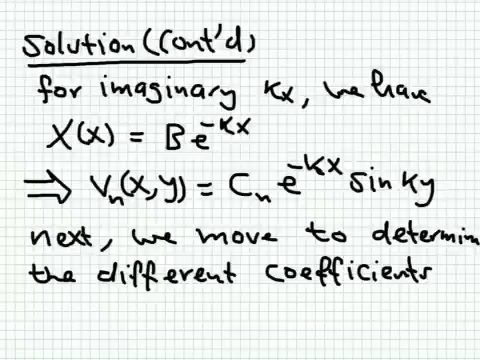 Solution (Cont'd)
for imaginary kx, we have
X(x) = B e^-kx
⇒ Vn(x,y) = Cn e^-kx sin ky
next, we move to determin
the different coefficients